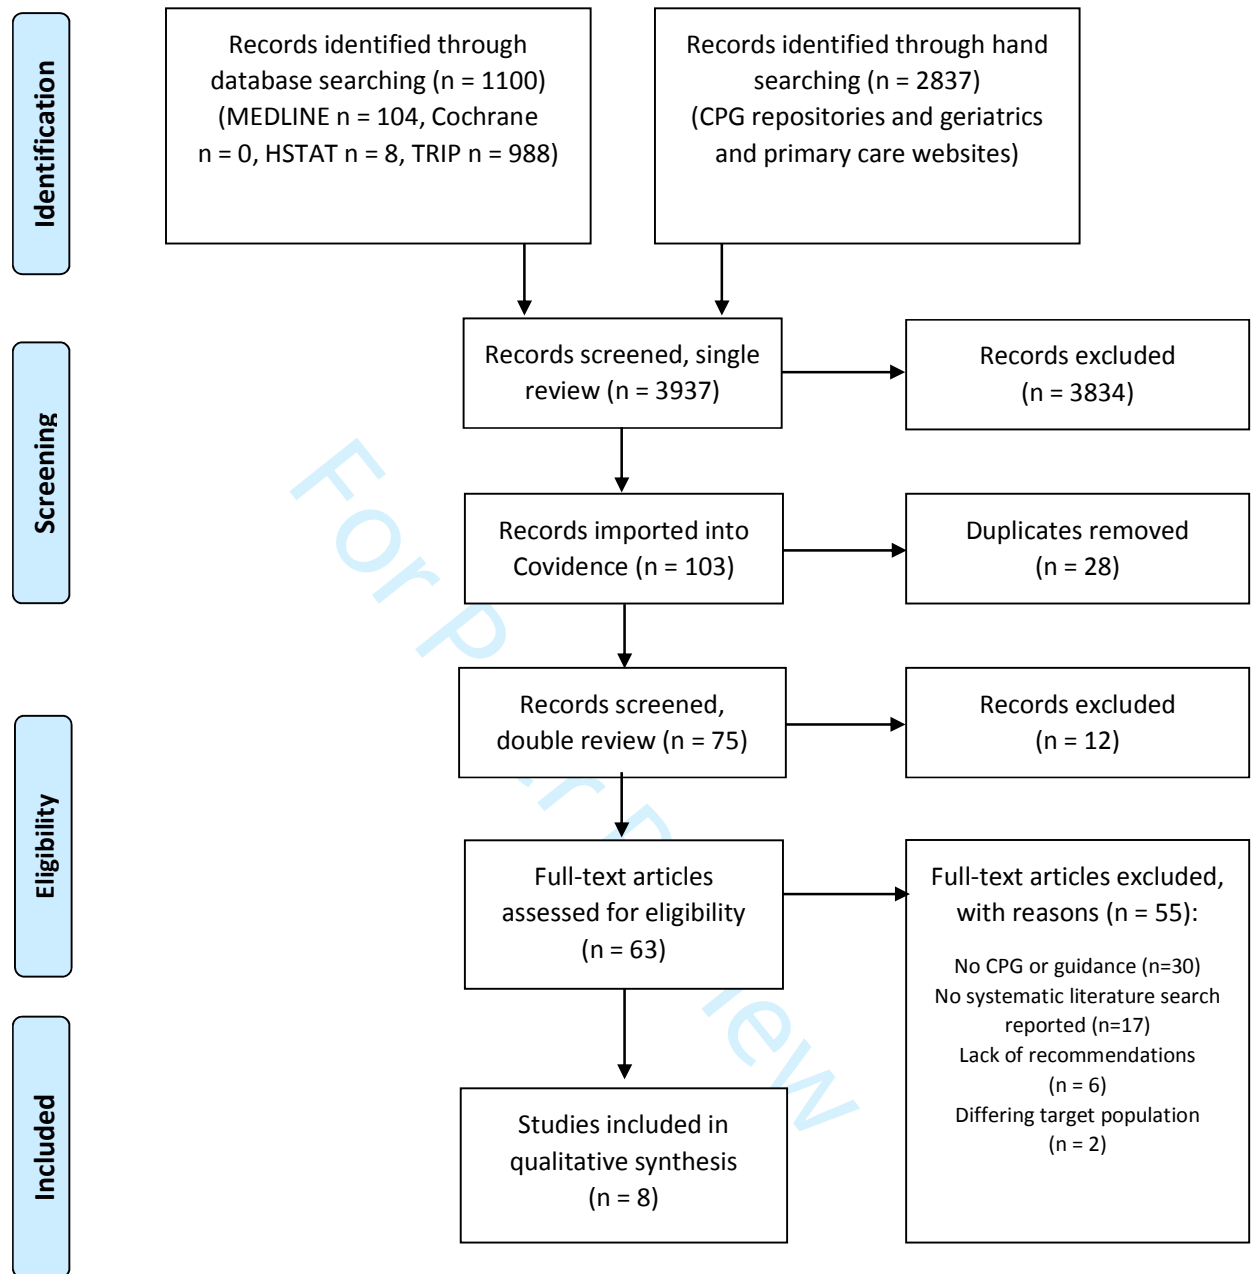 Identification
Records identified through
database searching (n = 1100)
(MEDLINE n = 104, Cochrane
n = 0, HSTAT n = 8, TRIP n = 988)
Records identified through hand
searching (n = 2837)
(CPG repositories and geriatrics
and primary care websites)
Screening
Records screened, single
review (n = 3937)
Records excluded
(n = 3834)
Records imported into
Covidence (n = 103)
Duplicates removed
(n = 28)
Records screened,
double review (n = 75)
Records excluded
(n = 12)
Eligibility
Full-text articles
assessed for eligibility
(n = 63)
Full-text articles excluded,
with reasons (n = 55):
No CPG or guidance (n=30)
No systematic literature search
reported (n=17)
Lack of recommendations
(n = 6)
Differing target population
(n = 2)
Included
Studies included in
qualitative synthesis
(n = 8)
For Peer Review